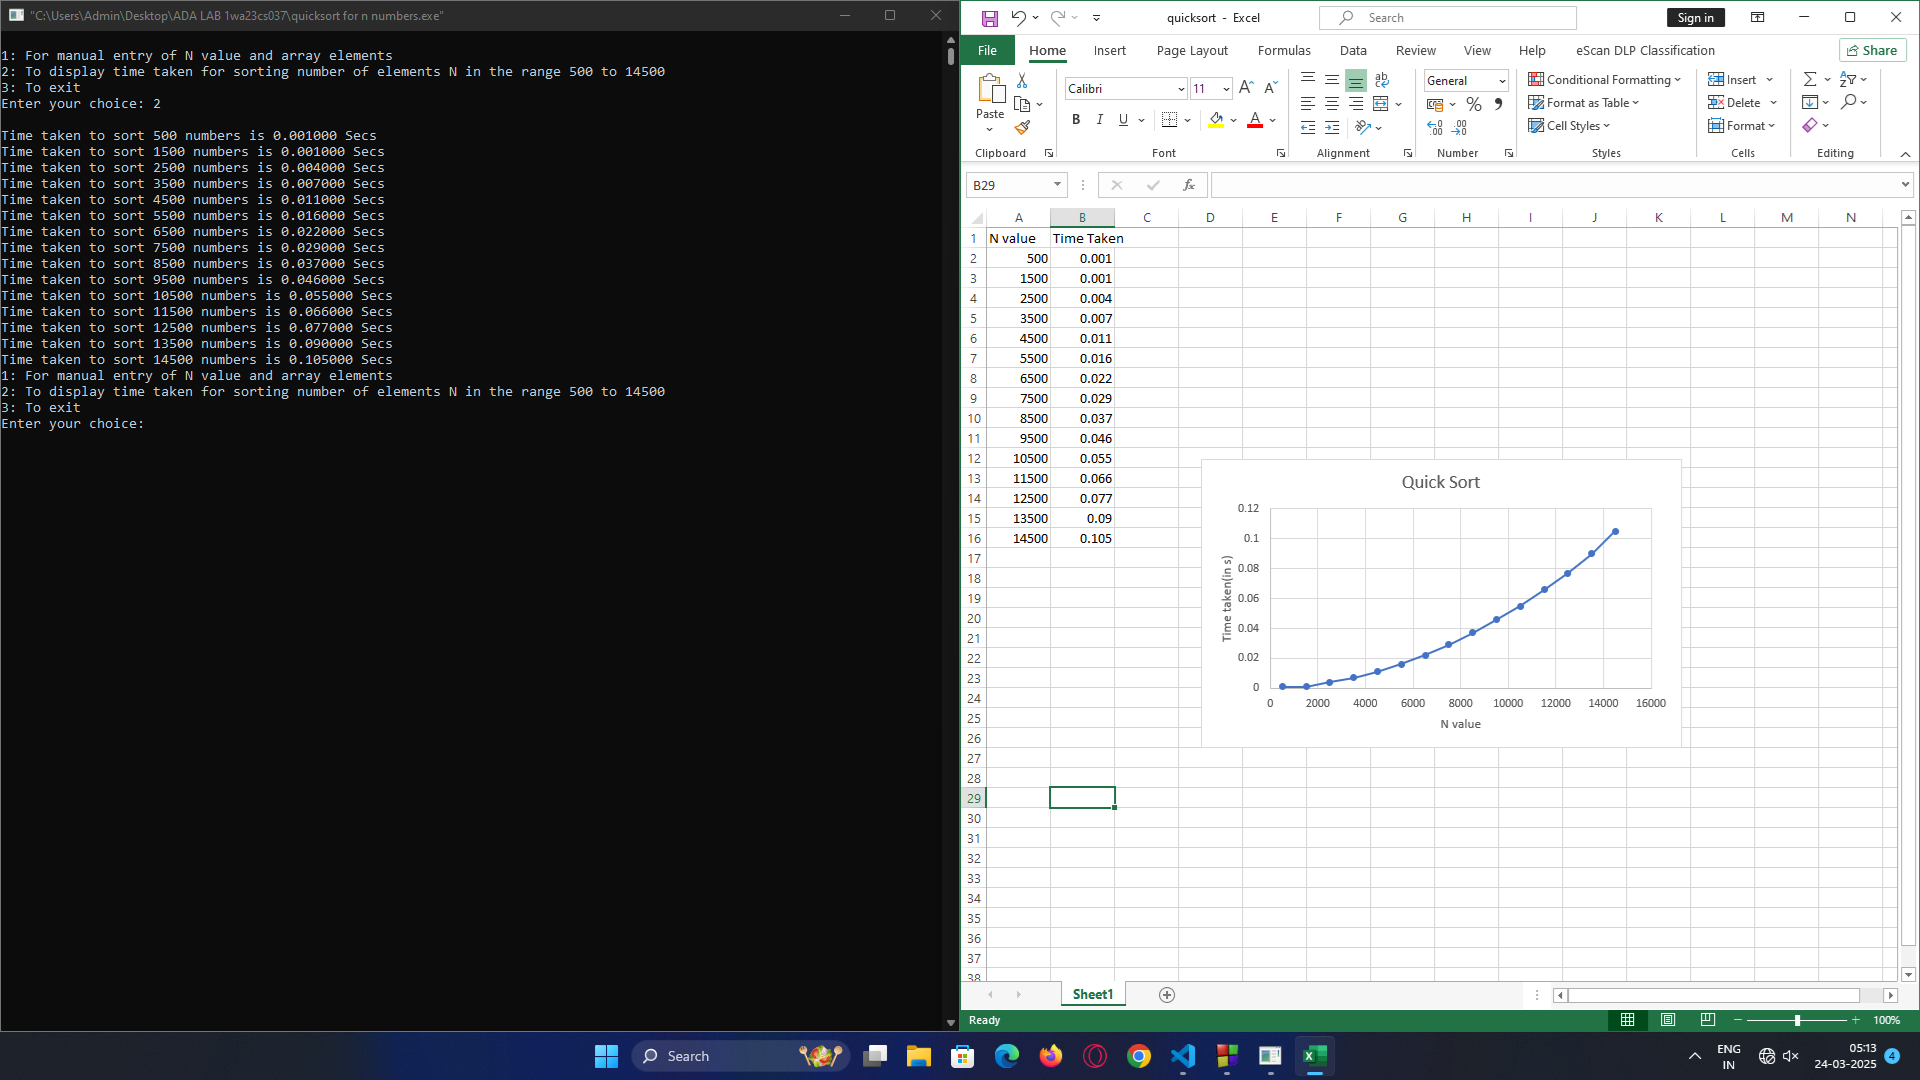 "C:\Users\Admin\Desktop\ADA LAB 1wa23cs037\quicksort for n numbers.exe"
1: For manual entry of N value and array elements
2: To display time taken for sorting number of elements N in the range 500 to 14500
3: To exit
Enter your choice: 2
Time taken to sort 500 numbers is 0.001000 Secs
Time taken to sort 1500 numbers is 0.001000 Secs
Time taken to sort 2500 numbers is 0.004000 Secs
Time taken to sort 3500 numbers is 0.007000 Secs
Time taken to sort 4500 numbers is 0.011000 Secs
Time taken to sort 5500 numbers is 0.016000 Secs
Time taken to sort 6500 numbers is 0.022000 Secs
Time taken to sort 7500 numbers is 0.029000 Secs
Time taken to sort 8500 numbers is 0.037000 Secs
Time taken to sort 9500 numbers is 0.046000 Secs
Time taken to sort 10500 numbers is 0.055000 Secs
Time taken to sort 11500 numbers is 0.066000 Secs
Time taken to sort 12500 numbers is 0.077000 Secs
Time taken to sort 13500 numbers is 0.090000 Secs
Time taken to sort 14500 numbers is 0.105000 Secs
1: For manual entry of N value and array elements
2: To display time taken for sorting number of elements N in the range 500 to 14500
3: To exit
Enter your choice:
quicksort - Excel
Search
Sign in
File Home Insert Page Layout Formulas Data Review View Help eScan DLP Classification Share
Paste
Clipboard
Calibri 11
B I U
Font
Alignment
General
Number
Conditional Formatting
Format as Table
Cell Styles
Styles
Insert
Delete
Format
Cells
Editing
B29
fx
A B C D E F G H I J K L M N
1 N value Time Taken
2 500 0.001
3 1500 0.001
4 2500 0.004
5 3500 0.007
6 4500 0.011
7 5500 0.016
8 6500 0.022
9 7500 0.029
10 8500 0.037
11 9500 0.046
12 10500 0.055
13 11500 0.066
14 12500 0.077
15 13500 0.09
16 14500 0.105
17
18
19
20
21
22
23
24
25
26
27
28
29
30
31
32
33
34
35
36
37
38
Quick Sort
0.12
0.1
0.08
0.06
0.04
0.02
0
Time taken(in s)
0 2000 4000 6000 8000 10000 12000 14000 16000
N value
Sheet1
Ready
100%
Search
ENG
IN
05:13
24-03-2025
4